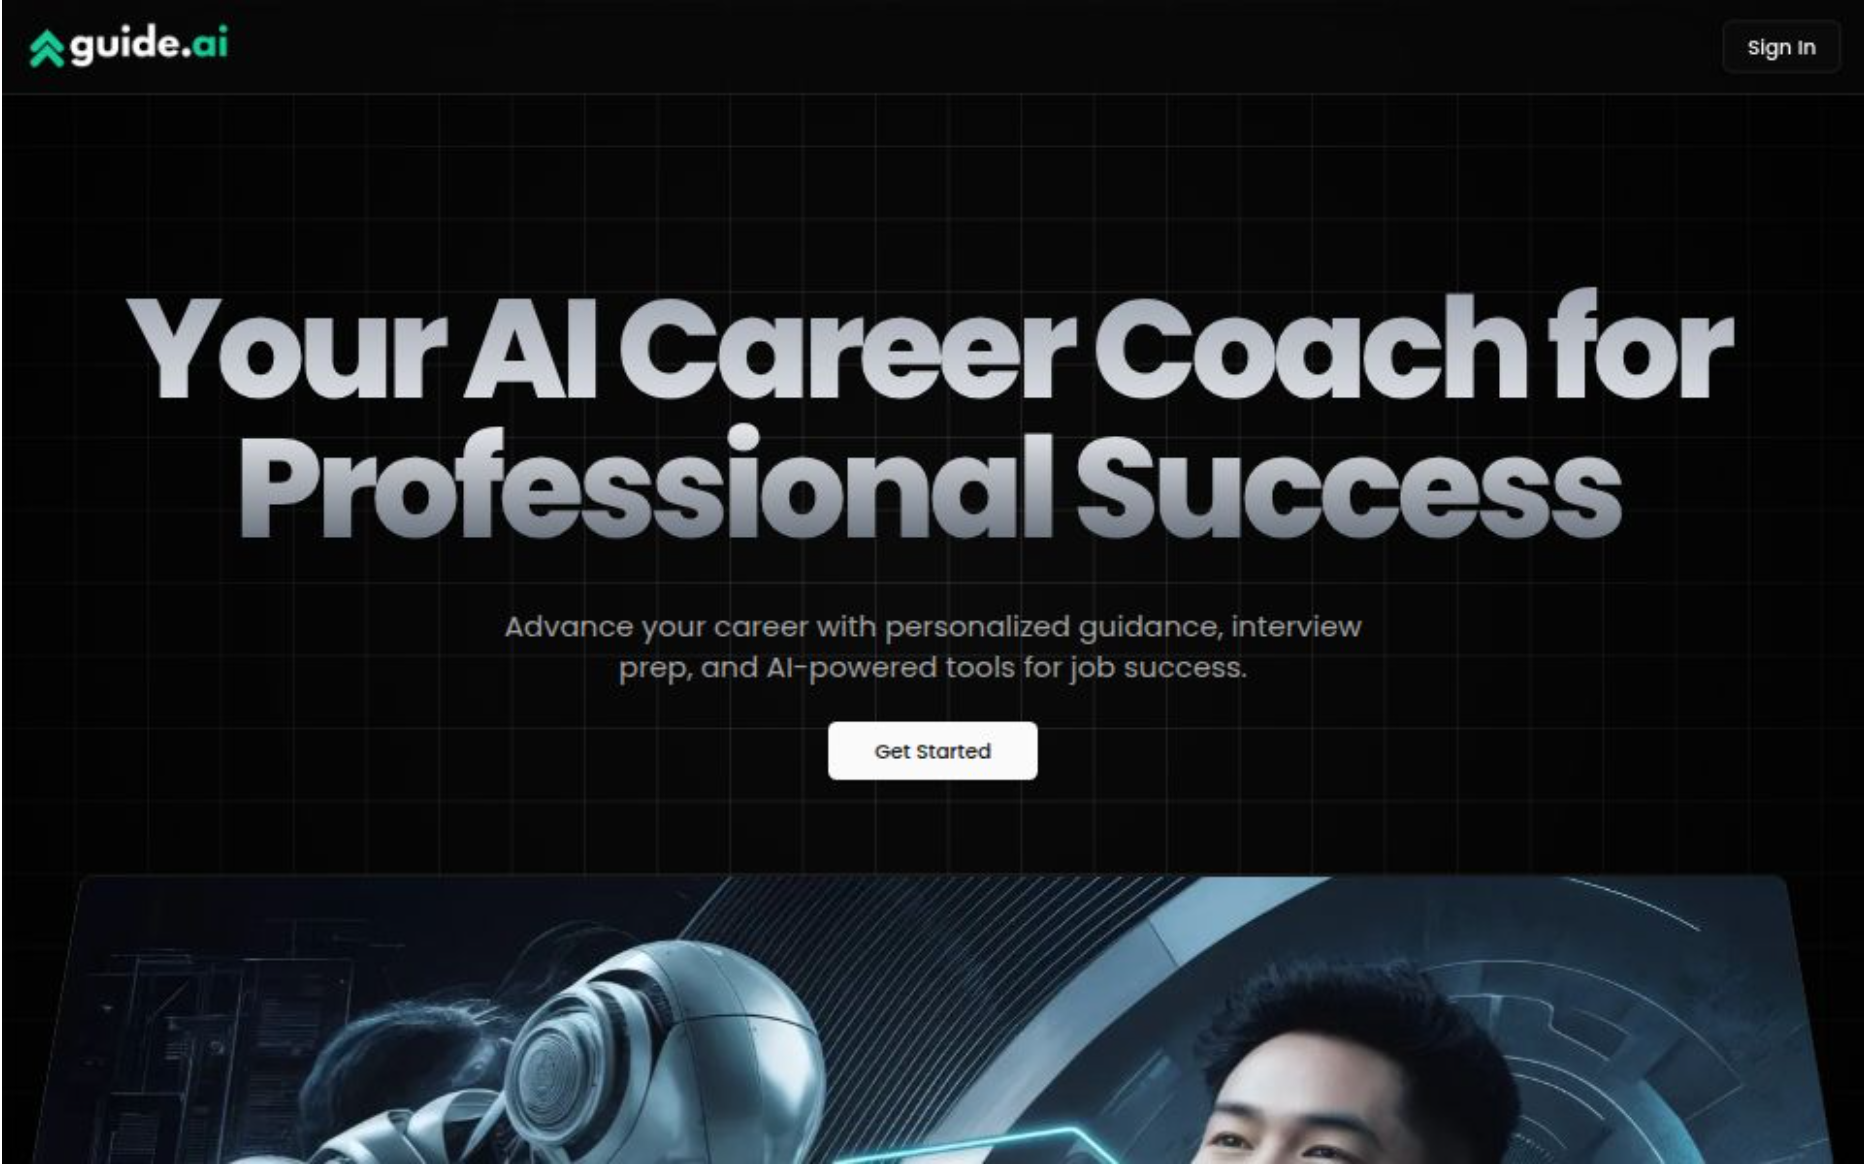 guide.ai
Sign In
Your AI Career Coach for
Professional Success
Advance your career with personalized guidance, interview
prep, and AI-powered tools for job success.
Get Started